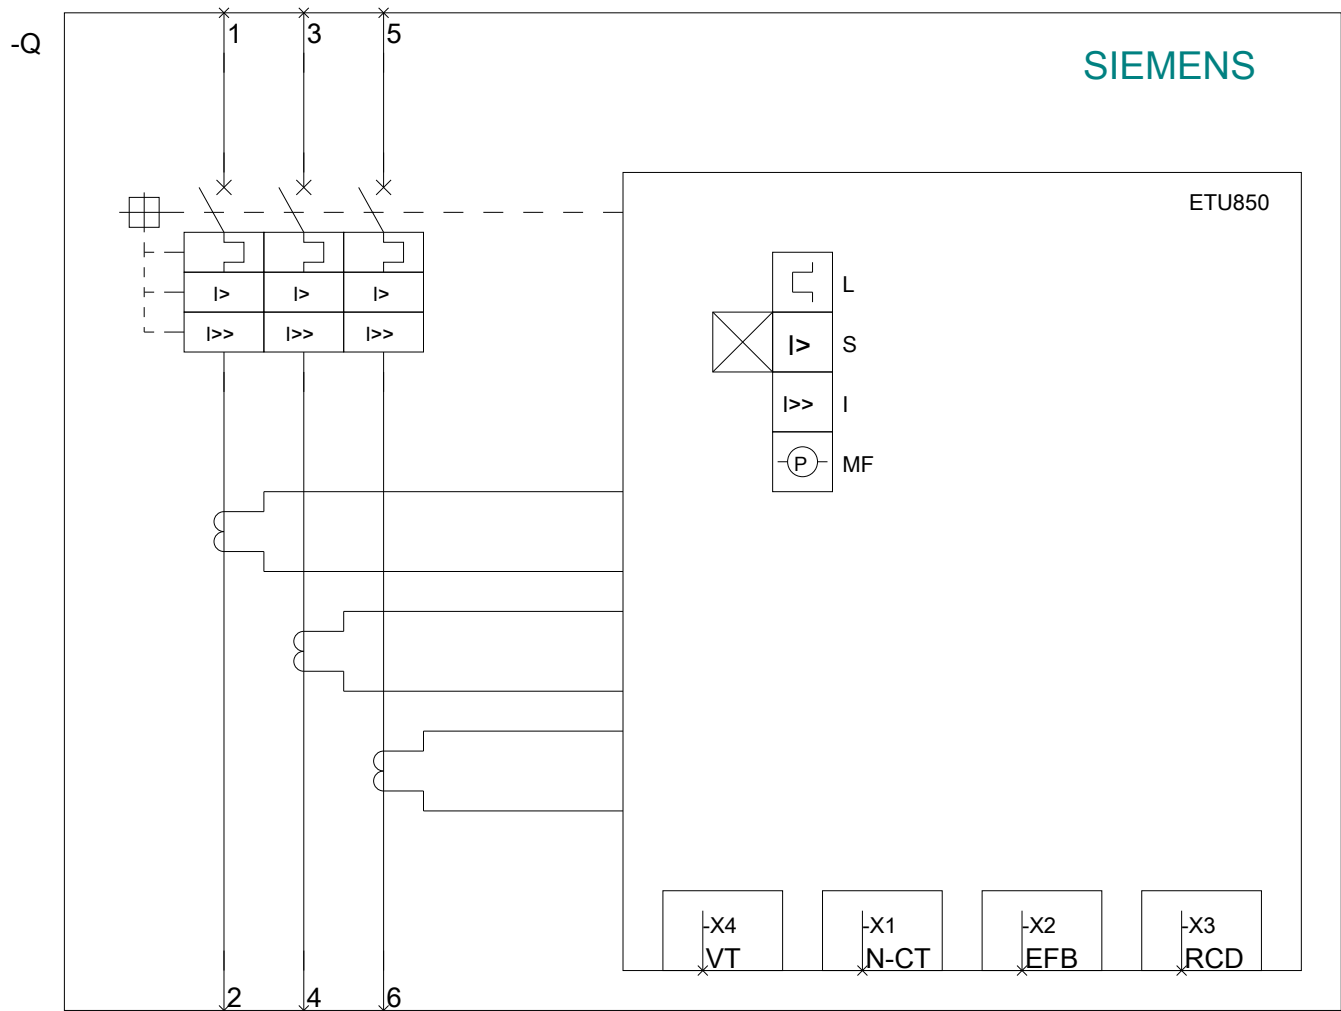 -Q
1 3 5
SIEMENS
ETU850
I> I> I>
I>> I>> I>>
L
I> S
I>> I
P MF
-X4 -X1 -X2 -X3
VT N-CT EFB RCD
2 4 6